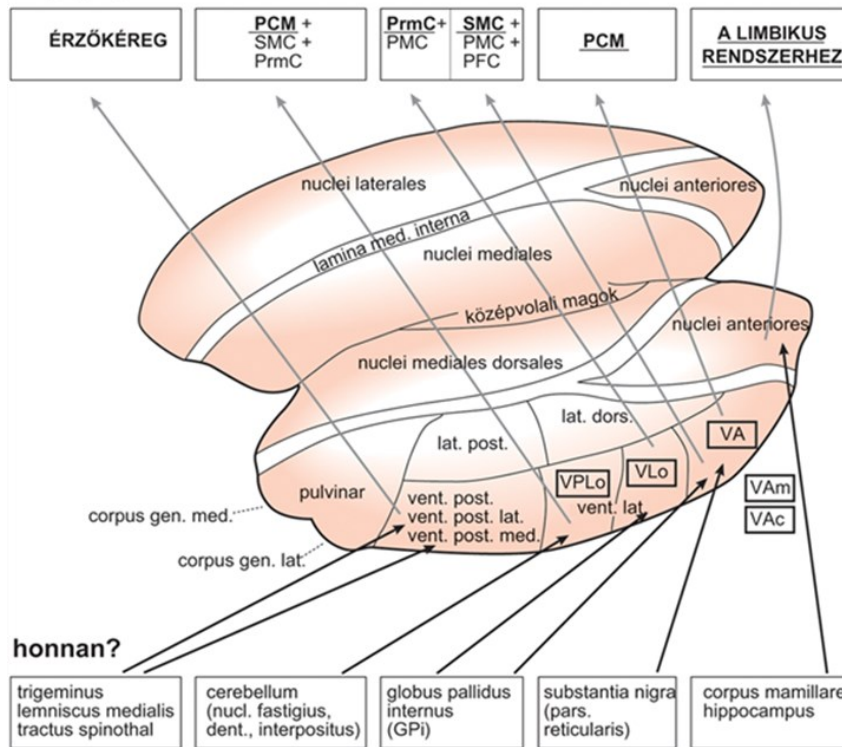 ÉRZŐKÉREG
PCM +
SMC +
PrmC
PrmC+
PMC
SMC +
PMC +
PFC
PCM
A LIMBIKUS
RENDSZERHEZ
nuclei laterales
nuclei anteriores
lamina med. interna
nuclei mediales
középvolali magok
nuclei anteriores
nuclei mediales dorsales
lat. dors.
lat. post.
VA
VPLo
VLo
pulvinar
VAm
vent. post.
vent. lat.
corpus gen. med.
vent. post. lat.
VAc
vent. post. med.
corpus gen. lat.
honnan?
trigeminus
lemniscus medialis
tractus spinothal.
cerebellum
(nucl. fastigius,
dent., interpositus)
globus pallidus
internus
(GPi)
substantia nigra
(pars.
reticularis)
corpus mamillare
hippocampus